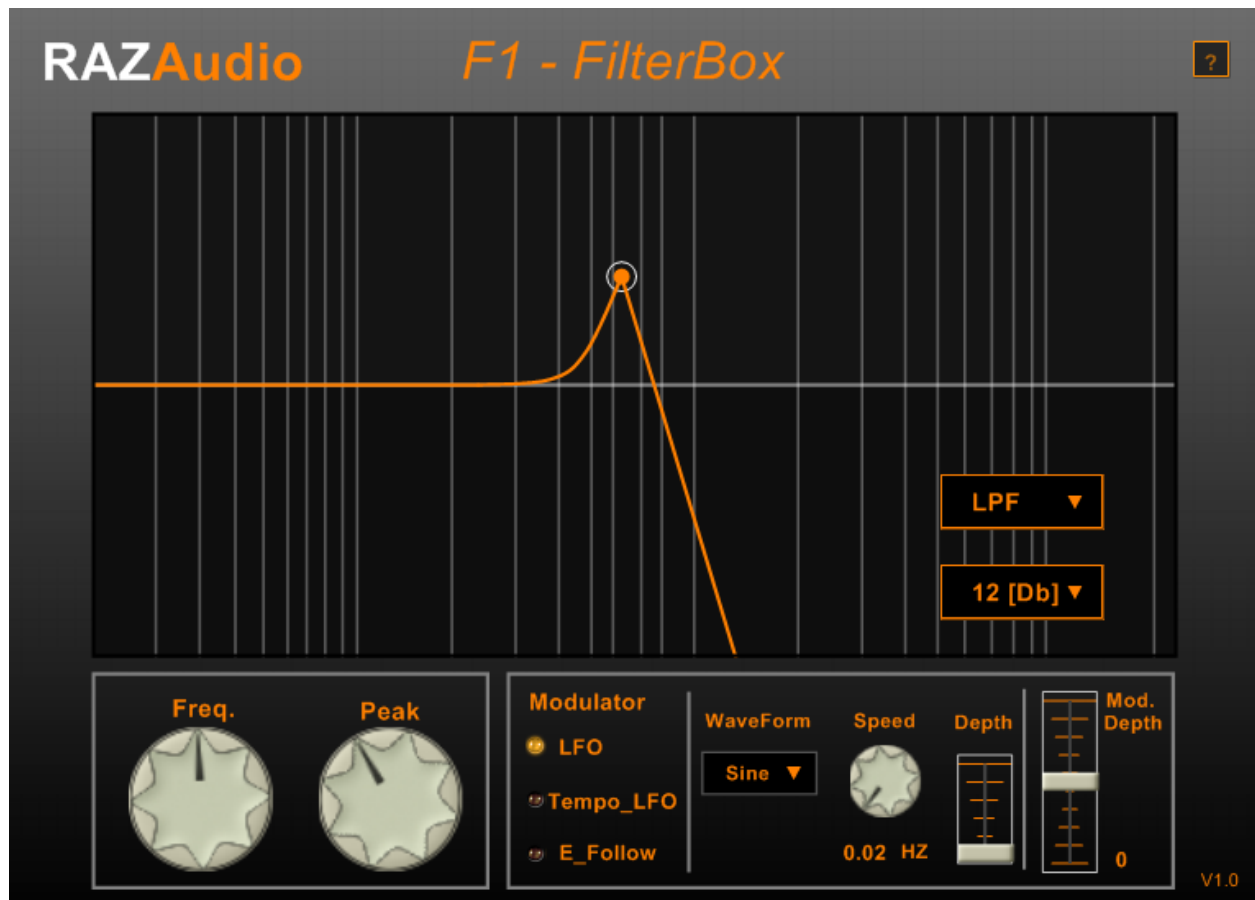 RAZAudio
F1 - FilterBox
?
LPF ▼
12 [Db] ▼
Freq.
Peak
Modulator
LFO
Tempo_LFO
E_Follow
WaveForm
Sine ▼
Speed
0.02 HZ
Depth
Mod.
Depth
0
V1.0